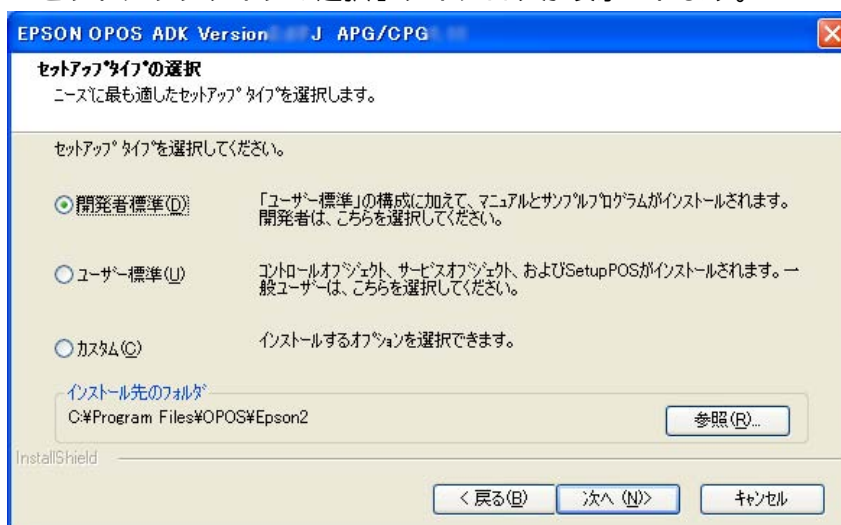 EPSON OPOS ADK Version J APG/CPG
セットアップ タイプの選択
ニーズに最も適したセットアップ タイプを選択します。
セットアップ タイプを選択してください。
開発者標準(D)
「ユーザー標準」の構成に加えて、マニュアルとサンプルプログラムがインストールされます。
開発者は、こちらを選択してください。
ユーザー標準(U)
コントロールオブジェクト、サービスオブジェクト、およびSetupPOSがインストールされます。一
般ユーザーは、こちらを選択してください。
カスタム(C)
インストールするオプションを選択できます。
インストール先のフォルダ
C:¥Program Files¥OPOS¥Epson2
参照(R)...
InstallShield
< 戻る(B)
次へ (N)>
キャンセル